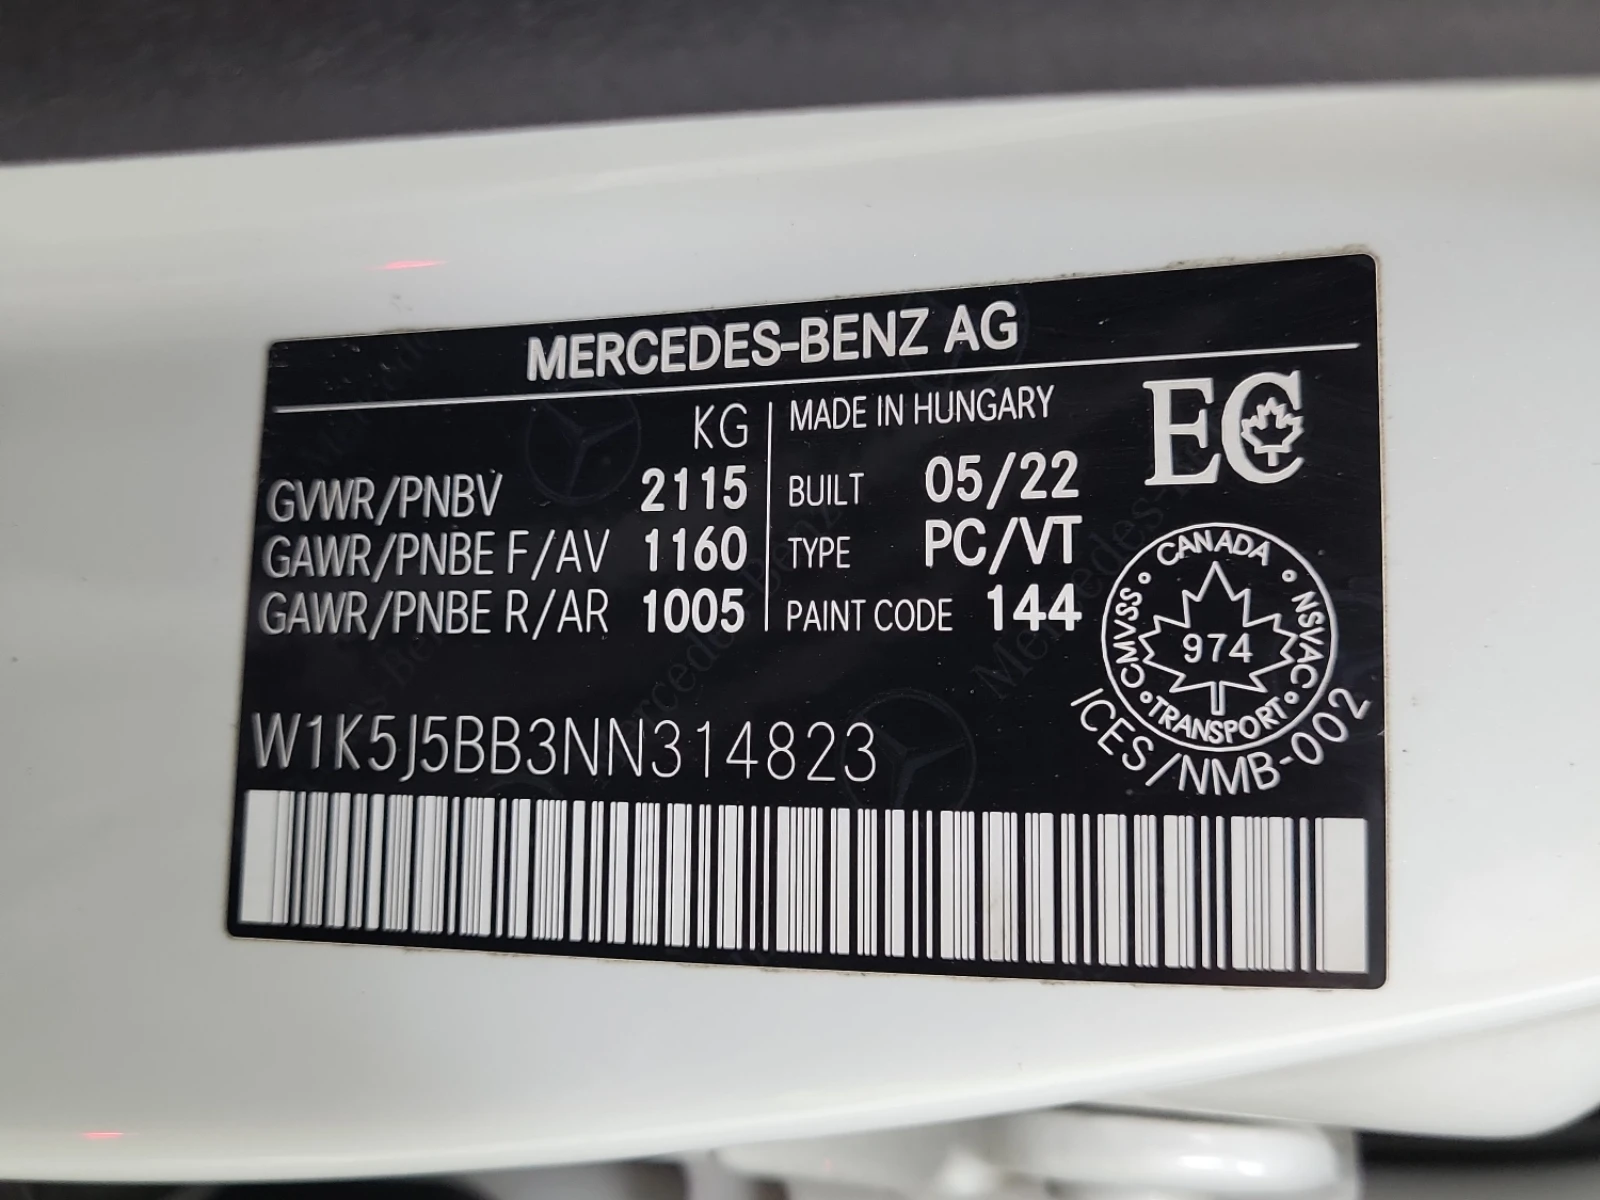 MERCEDES-BENZ AG
KG
GVWR/PNBV 2115
GAWR/PNBE F/AV 1160
GAWR/PNBE R/AR 1005
MADE IN HUNGARY
BUILT 05/22
TYPE PC/VT
PAINT CODE 144
EC
CANADA
NSVAC
TRANSPORT
CMVSS
974
ICES/NMB-002
W1K5J5BB3NN314823